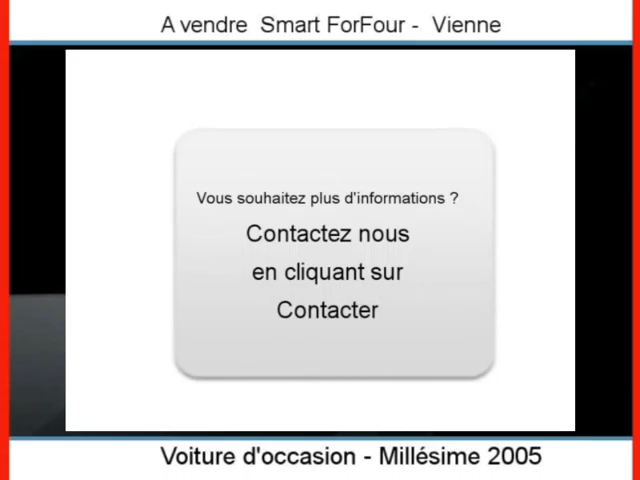 A vendre Smart ForFour - Vienne
Vous souhaitez plus d'informations ?
Contactez nous
en cliquant sur
Contacter
Voiture d'occasion - Millésime 2005